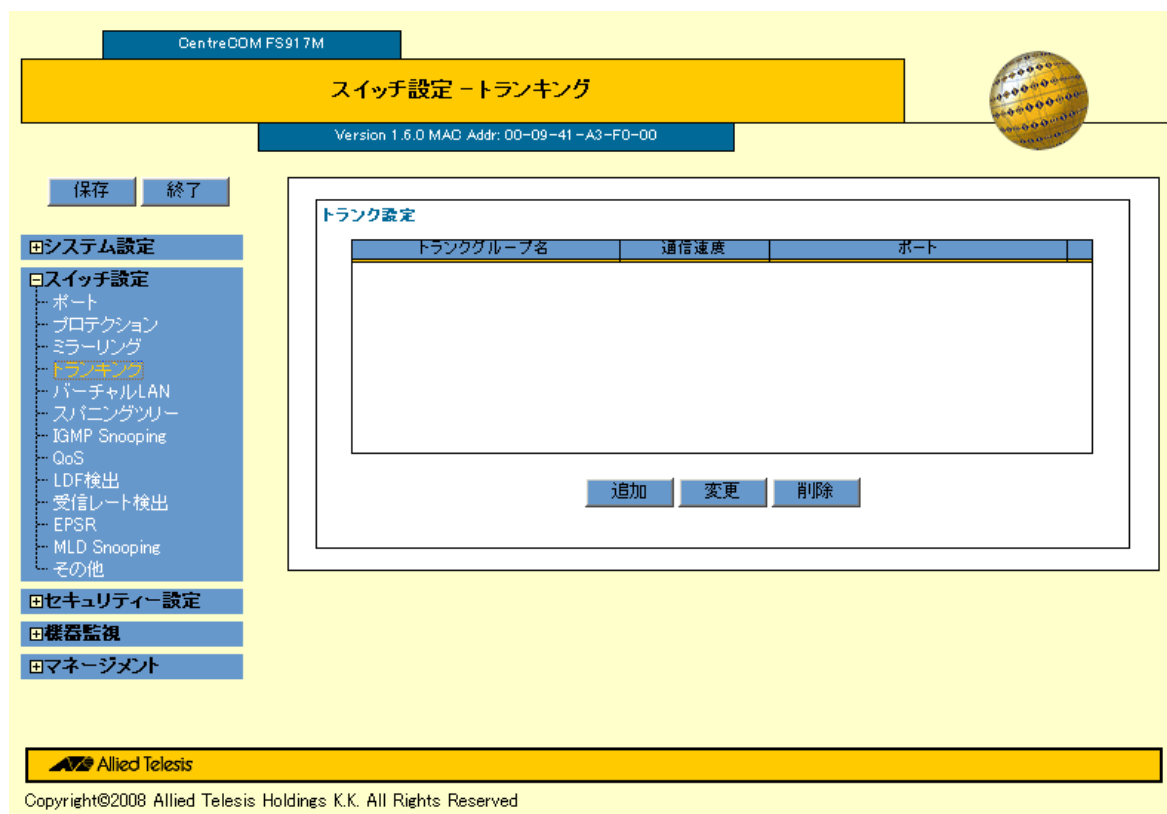 CentreCOM FS917M
スイッチ設定 －トランキング
Version 1.6.0 MAC Addr: 00-09-41-A3-F0-00
保存 終了
システム設定
スイッチ設定
ポート
プロテクション
ミラーリング
トランキング
バーチャルLAN
スパニングツリー
IGMP Snooping
QoS
LDF検出
受信レート検出
EPSR
MLD Snooping
その他
セキュリティー設定
機器監視
マネージメント
トランク設定
トランクグループ名 通信速度 ポート
追加 変更 削除
Allied Telesis
Copyright©2008 Allied Telesis Holdings K.K. All Rights Reserved